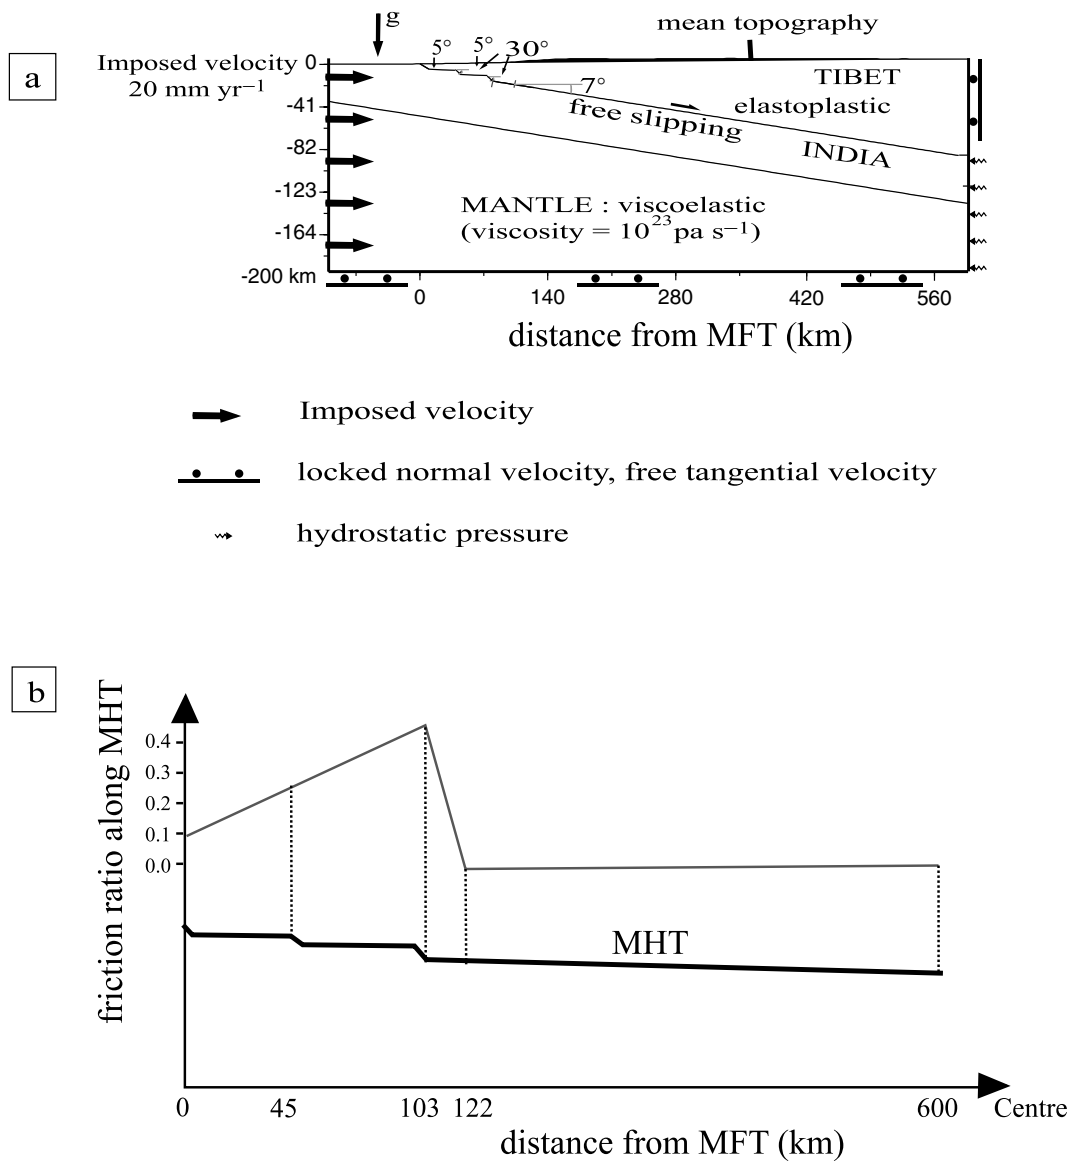 g
mean topography
a
5°
5°
30°
Imposed velocity
20 mm yr–1
0
TIBET
7°
-41
free slipping
elastoplastic
-82
INDIA
-123
MANTLE : viscoelastic
(viscosity = 10 23 pa s–1)
-164
-200 km
0 140 280 420 560
distance from MFT (km)
Imposed velocity
locked normal velocity, free tangential velocity
hydrostatic pressure
b
friction ratio along MHT
0.4
0.3
0.2
0.1
0.0
MHT
0 45 103 122 600 Centre
distance from MFT (km)